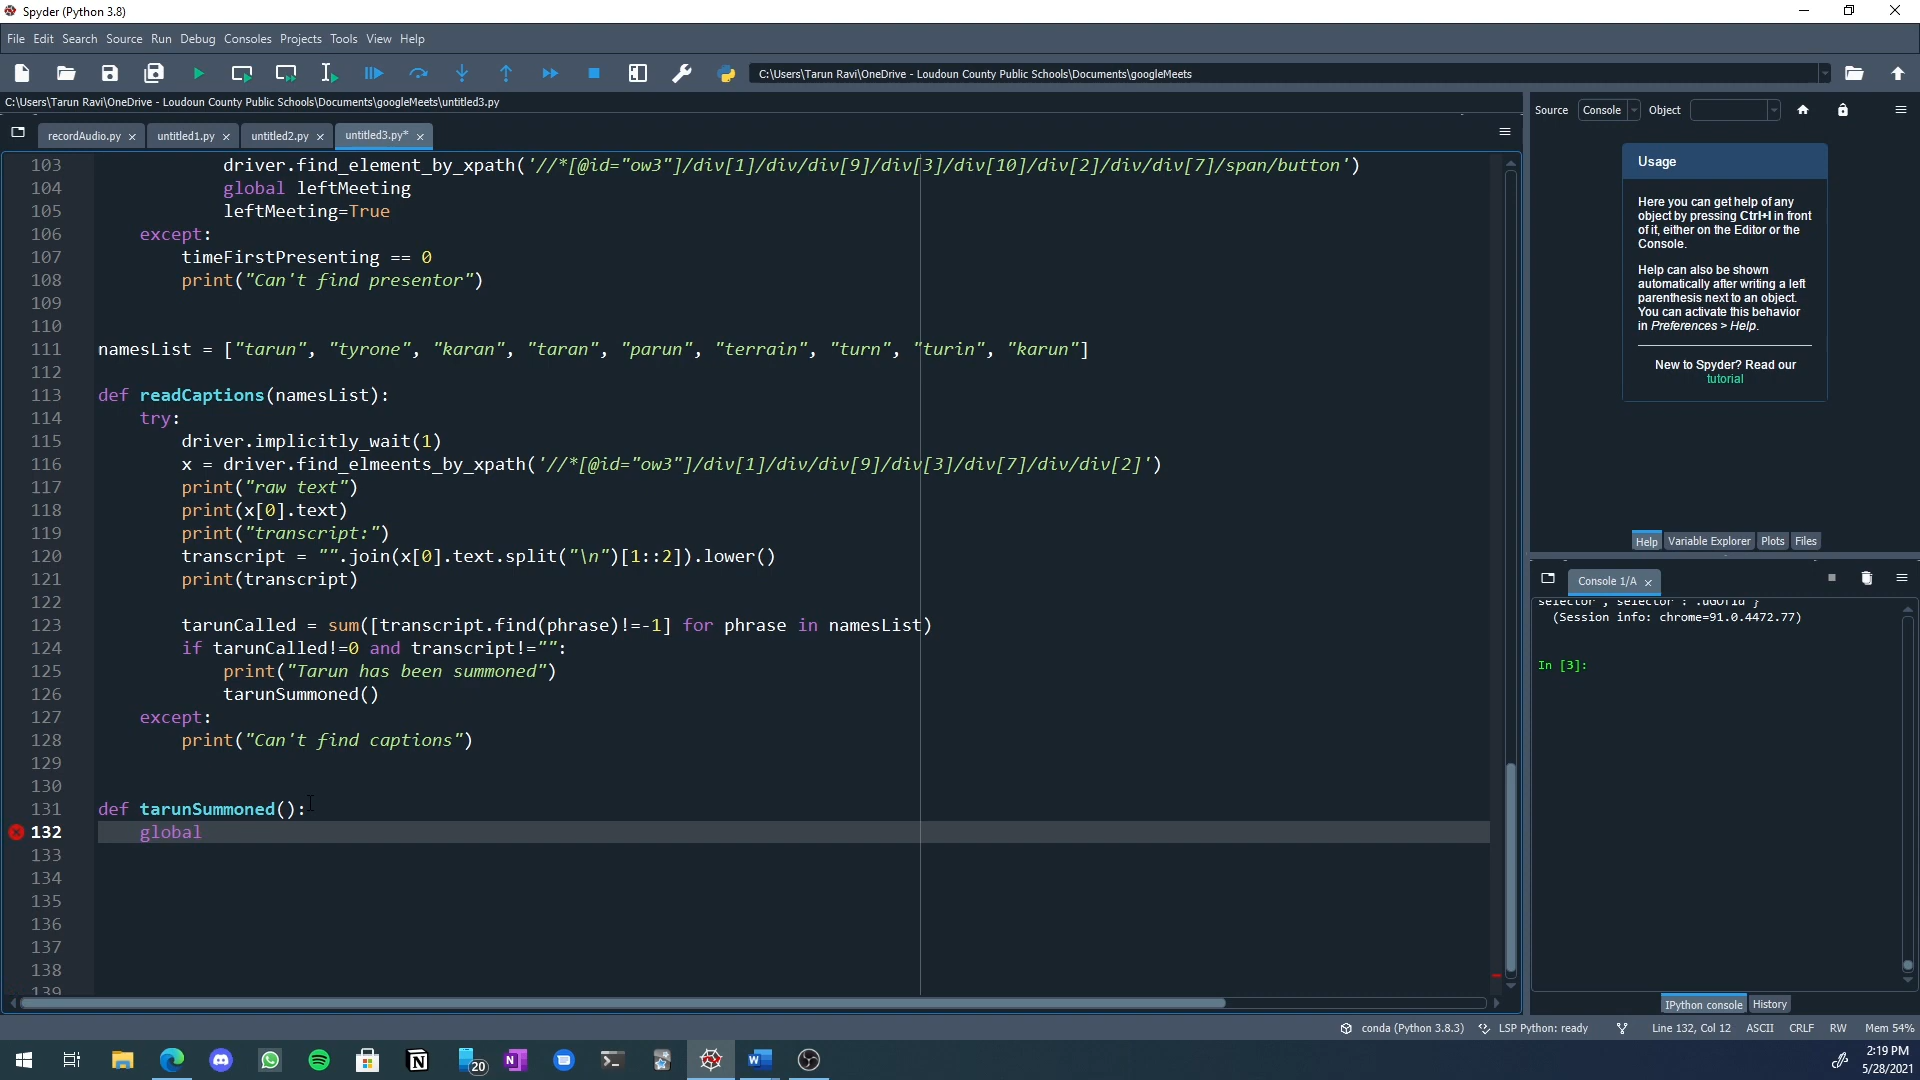 Spyder (Python 3.8)
File Edit Search Source Run Debug Consoles Projects Tools View Help
C:\Users\Tarun Ravi\OneDrive - Loudoun County Public Schools\Documents\googleMeets
C:\Users\Tarun Ravi\OneDrive - Loudoun County Public Schools\Documents\googleMeets\untitled3.py
recordAudio.py untitled1.py untitled2.py untitled3.py*
103 driver.find_element_by_xpath('//*[@id="ow3"]/div[1]/div/div[9]/div[3]/div[10]/div[2]/div/div[7]/span/button')
104 global leftMeeting
105 leftMeeting=True
106 except:
107 timeFirstPresenting == 0
108 print("Can't find presentor")
109
110
111 namesList = ["tarun", "tyrone", "karan", "taran", "parun", "terrain", "turn", "turin", "karun"]
112
113 def readCaptions(namesList):
114 try:
115 driver.implicitly_wait(1)
116 x = driver.find_elmeents_by_xpath('//*[@id="ow3"]/div[1]/div/div[9]/div[3]/div[7]/div/div[2]')
117 print("raw text")
118 print(x[0].text)
119 print("transcript:")
120 transcript = "".join(x[0].text.split("\n")[1::2]).lower()
121 print(transcript)
122
123 tarunCalled = sum([transcript.find(phrase)!=-1] for phrase in namesList)
124 if tarunCalled!=0 and transcript!="":
125 print("Tarun has been summoned")
126 tarunSummoned()
127 except:
128 print("Can't find captions")
129
130
131 def tarunSummoned():
132 global
133
134
135
136
137
138
139
Source Console Object
Usage
Here you can get help of any
object by pressing Ctrl+I in front
of it, either on the Editor or the
Console.
Help can also be shown
automatically after writing a left
parenthesis next to an object.
You can activate this behavior
in Preferences > Help.
New to Spyder? Read our
tutorial
Help Variable Explorer Plots Files
Console 1/A
selector","selector":".uGOf1d"}
(Session info: chrome=91.0.4472.77)
In [3]:
IPython console History
conda (Python 3.8.3) LSP Python: ready Line 132, Col 12 ASCII CRLF RW Mem 54%
20
2:19 PM
5/28/2021